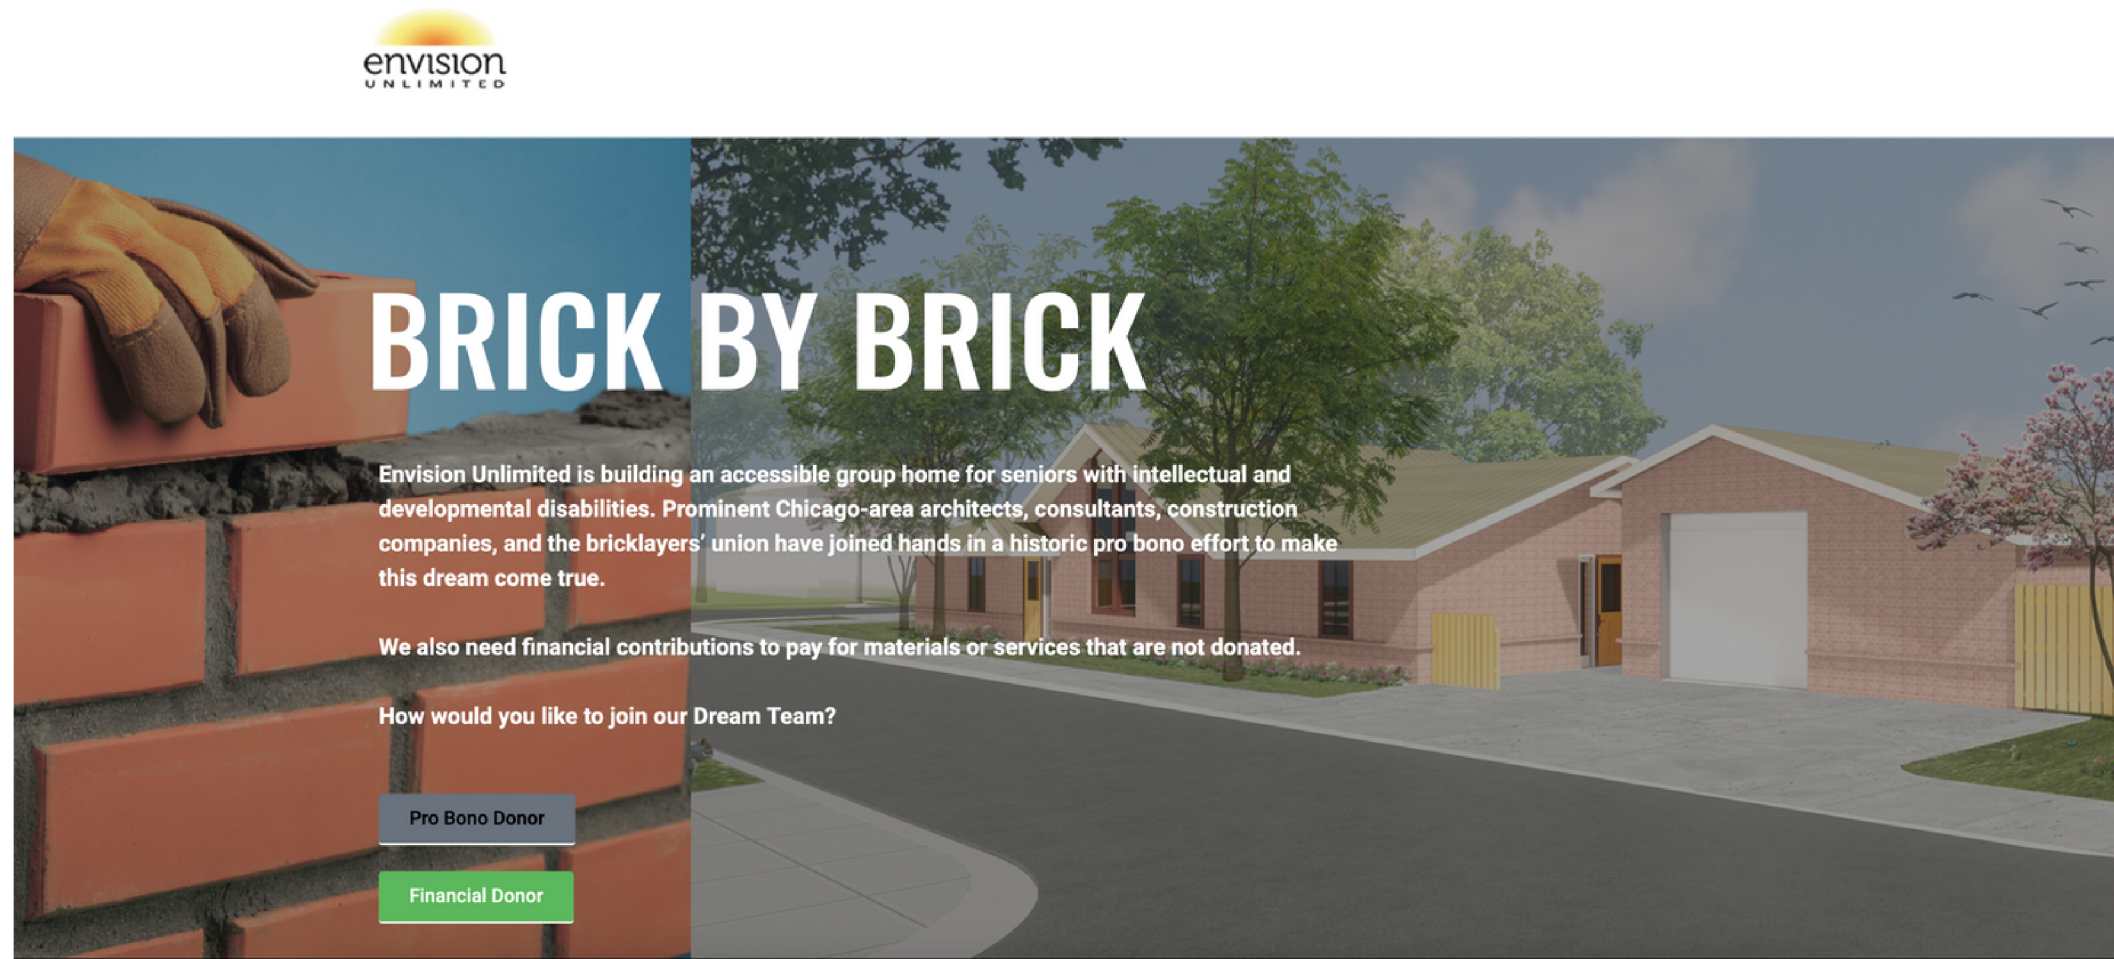 envision
UNLIMITED
BRICK BY BRICK
Envision Unlimited is building an accessible group home for seniors with intellectual and
developmental disabilities. Prominent Chicago-area architects, consultants, construction
companies, and the bricklayers’ union have joined hands in a historic pro bono effort to make
this dream come true.
We also need financial contributions to pay for materials or services that are not donated.
How would you like to join our Dream Team?
Pro Bono Donor
Financial Donor